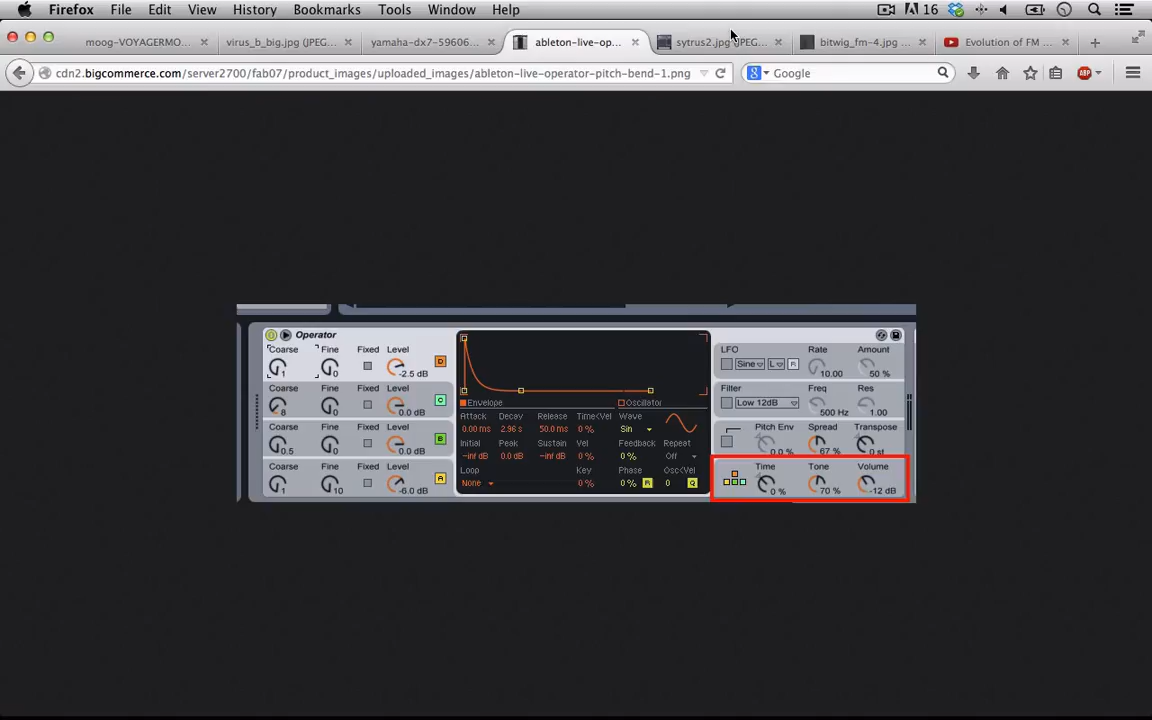 Firefox File Edit View History Bookmarks Tools Window Help 16
moog-VOYAGERMO... virus_b_big.jpg (JPEG... yamaha-dx7-59606... ableton-live-op... sytrus2.jpg (JPEG... bitwig_fm-4.jpg ... Evolution of FM ...
cdn2.bigcommerce.com/server2700/fab07/product_images/uploaded_images/ableton-live-operator-pitch-bend-1.png Google ABP
Operator
Coarse Fine Fixed Level
1 0 -2.5 dB D
Coarse Fine Fixed Level
8 0 0.0 dB C
Coarse Fine Fixed Level
0.5 0 0.0 dB B
Coarse Fine Fixed Level
1 10 -6.0 dB A
Envelope Oscillator
Attack Decay Release Time<Vel Wave
0.00 ms 2.96 s 50.0 ms 0 % Sin
Initial Peak Sustain Vel Feedback Repeat
-inf dB 0.0 dB -inf dB 0 % 0 % Off
Loop Key Phase Osc<Vel
None 0 % 0 % R 0 Q
LFO Rate Amount
Sine L R 10.00 50 %
Filter Freq Res
Low 12dB 500 Hz 1.00
Pitch Env Spread Transpose
0.0 % 67 % 0 st
Time Tone Volume
0 % 70 % -12 dB